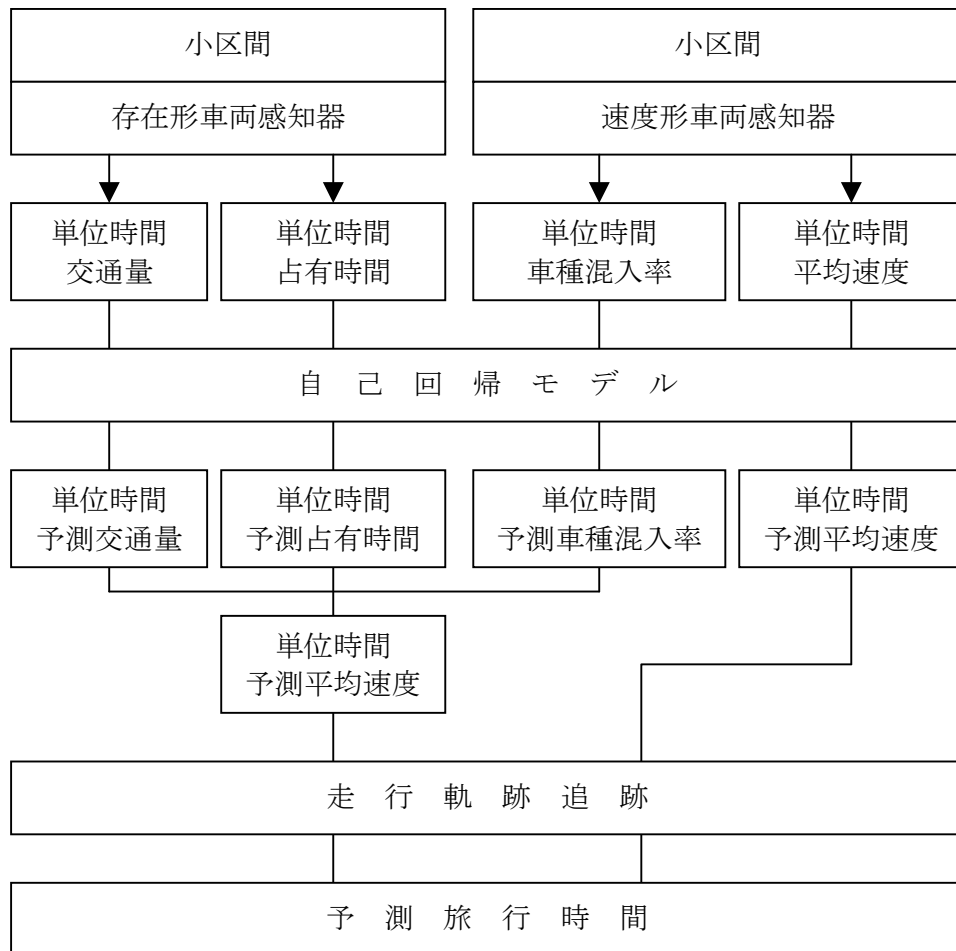 小区間
小区間
存在形車両感知器
速度形車両感知器
単位時間
交通量
単位時間
占有時間
単位時間
車種混入率
単位時間
平均速度
自己回帰モデル
単位時間
予測交通量
単位時間
予測占有時間
単位時間
予測車種混入率
単位時間
予測平均速度
単位時間
予測平均速度
走行軌跡追跡
予測旅行時間